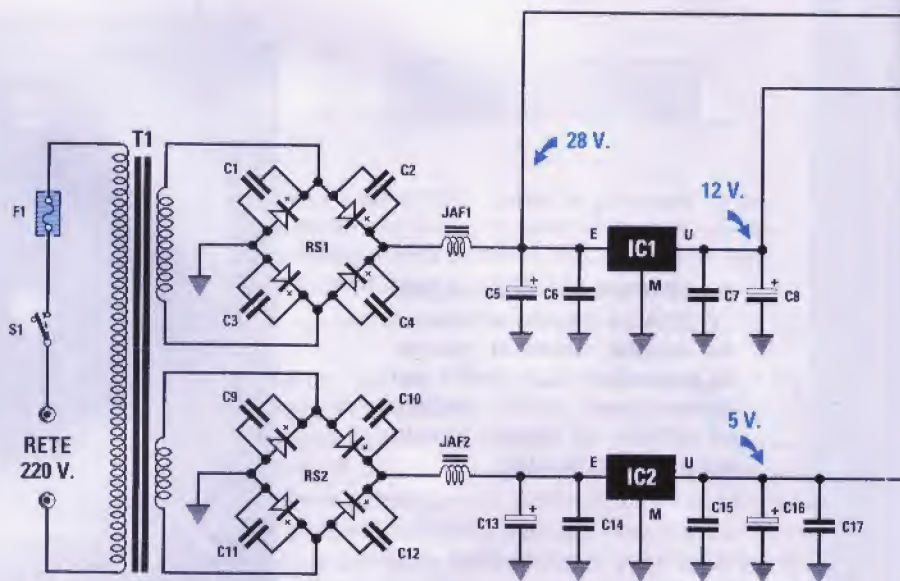 T1
28 V.
12 V.
F1
S1
RETE
220 V.
C1
C2
RS1
C3
C4
JAF1
E
IC1
U
M
C5
+
C6
C7
+
C8
C9
C10
RS2
C11
C12
JAF2
5 V.
E
IC2
U
M
C13
+
C14
C15
+
C16
C17